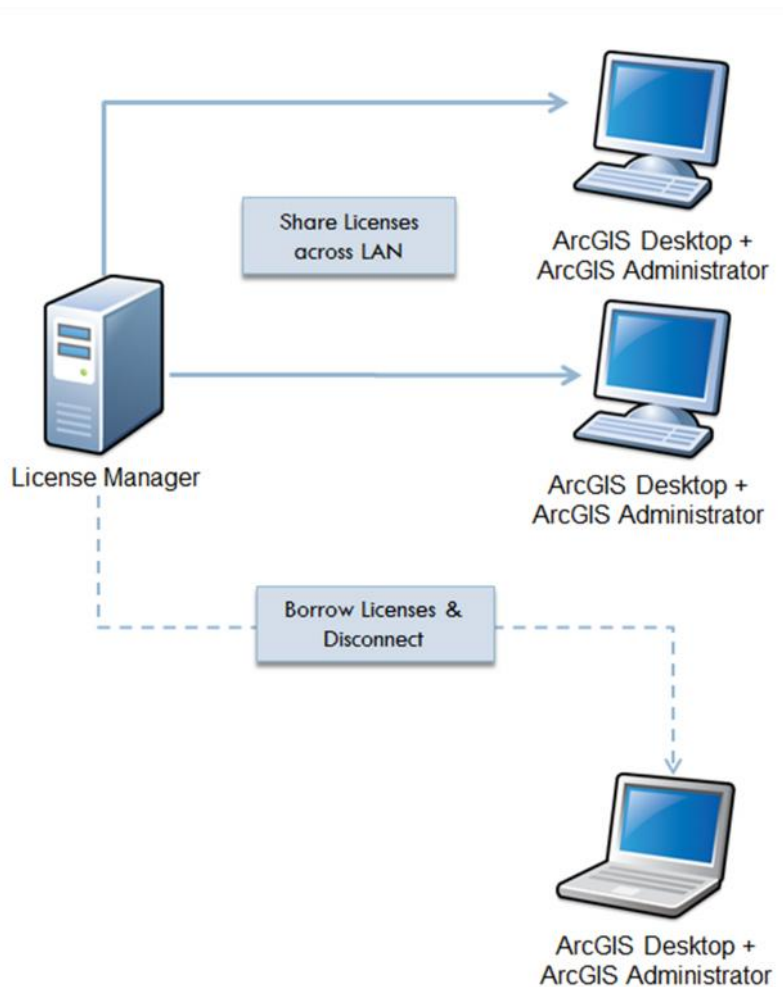 Share Licenses
across LAN
ArcGIS Desktop +
ArcGIS Administrator
License Manager
ArcGIS Desktop +
ArcGIS Administrator
Borrow Licenses &
Disconnect
ArcGIS Desktop +
ArcGIS Administrator